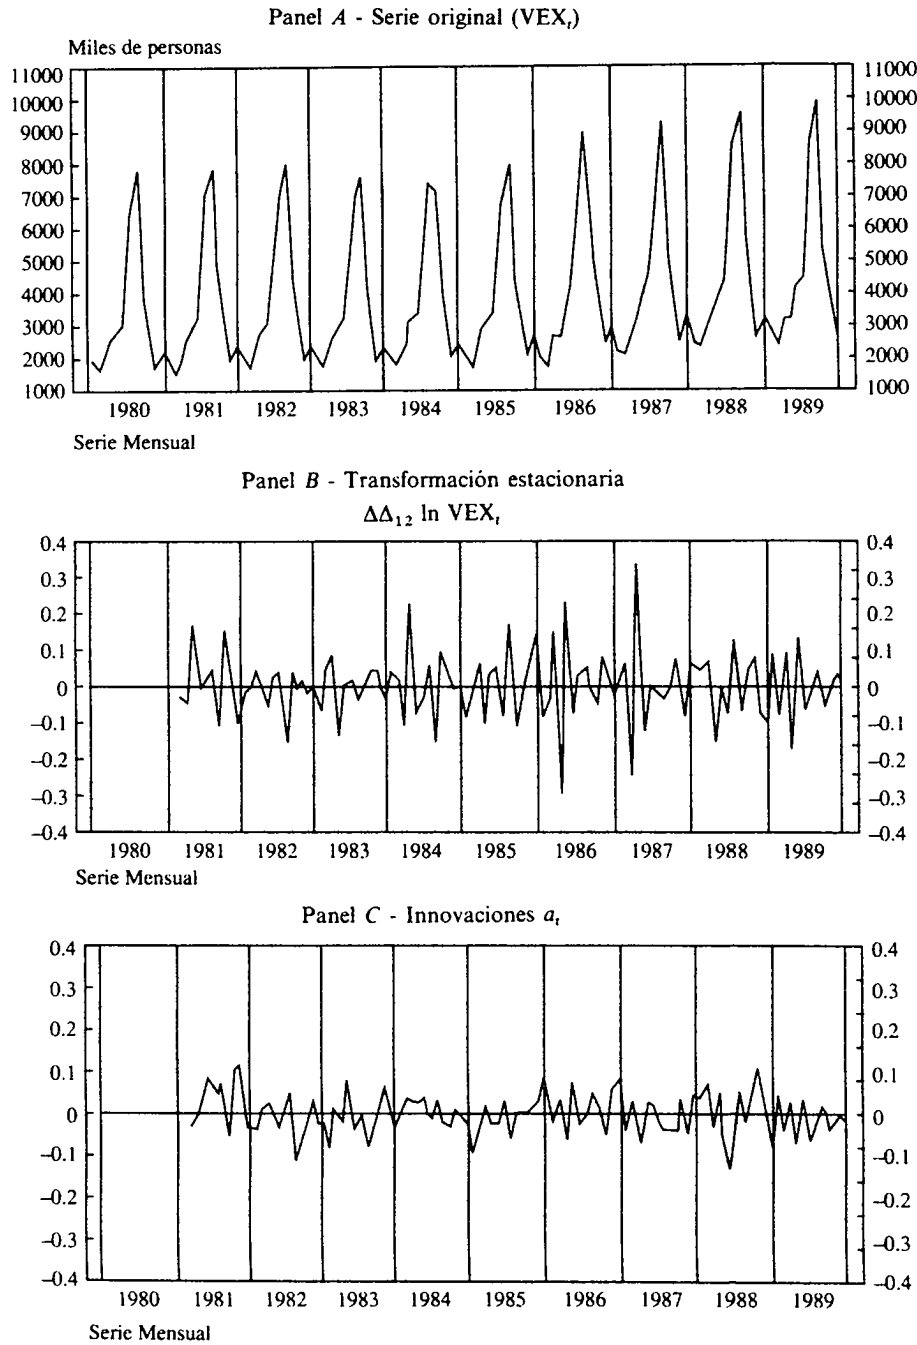 Panel A - Serie original (VEXt)
Miles de personas
11000 11000
10000 10000
9000 9000
8000 8000
7000 7000
6000 6000
5000 5000
4000 4000
3000 3000
2000 2000
1000 1000
1980 1981 1982 1983 1984 1985 1986 1987 1988 1989
Serie Mensual
Panel B - Transformación estacionaria
ΔΔ12 ln VEXt
0.4 0.4
0.3 0.3
0.2 0.2
0.1 0.1
0 0
−0.1 −0.1
−0.2 −0.2
−0.3 −0.3
−0.4 −0.4
1980 1981 1982 1983 1984 1985 1986 1987 1988 1989
Serie Mensual
Panel C - Innovaciones at
0.4 0.4
0.3 0.3
0.2 0.2
0.1 0.1
0 0
−0.1 −0.1
−0.2 −0.2
−0.3 −0.3
−0.4 −0.4
1980 1981 1982 1983 1984 1985 1986 1987 1988 1989
Serie Mensual